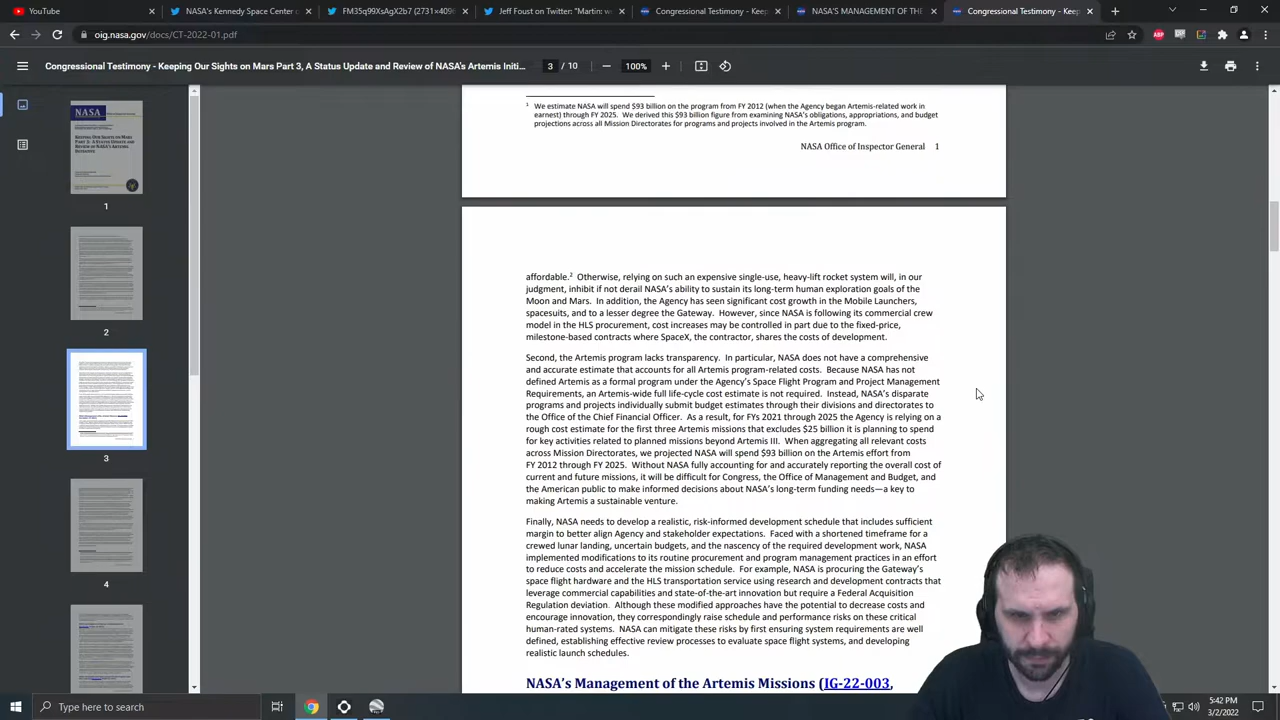 YouTube
NASA's Kennedy Space Center o
FM35q99XsAgX2b7 (2731×4096
Jeff Foust on Twitter: "Martin: w
Congressional Testimony - Keep
NASA'S MANAGEMENT OF THE
Congressional Testimony - Keep
oig.nasa.gov/docs/CT-2022-01.pdf
Congressional Testimony - Keeping Our Sights on Mars Part 3, A Status Update and Review of NASA's Artemis Initi...
3 / 10
100%
1 We estimate NASA will spend $93 billion on the program from FY 2012 (when the Agency began Artemis-related work in
earnest) through FY 2025. We derived this $93 billion figure from examining NASA's obligations, appropriations, and budget
projections across all Mission Directorates for programs and projects involved in the Artemis program.
NASA Office of Inspector General 1
NASA
Keeping Our Sights on Mars
Part 3: A Status Update and
Review of NASA's Artemis
Initiative
1
2
3
4
affordable.2 Otherwise, relying on such an expensive single-use, heavy-lift rocket system will, in our
judgment, inhibit if not derail NASA's ability to sustain its long-term human exploration goals of the
Moon and Mars. In addition, the Agency has seen significant cost growth in the Mobile Launchers,
spacesuits, and to a lesser degree the Gateway. However, since NASA is following its commercial crew
model in the HLS procurement, cost increases may be controlled in part due to the fixed-price,
milestone-based contracts where SpaceX, the contractor, shares the costs of development.
Second, the Artemis program lacks transparency. In particular, NASA does not have a comprehensive
and accurate estimate that accounts for all Artemis program-related costs. Because NASA has not
defined Artemis as a formal program under the Agency's Space Flight Program and Project Management
Requirements, an Artemis-wide full life-cycle cost estimate is not required. Instead, NASA's disparate
programs and projects individually submit budget estimates through their divisions and directorates to
the Office of the Chief Financial Officer. As a result, for FYs 2021 through 2025 the Agency is relying on a
rough cost estimate for the first three Artemis missions that excludes $25 billion it is planning to spend
for key activities related to planned missions beyond Artemis III. When aggregating all relevant costs
across Mission Directorates, we projected NASA will spend $93 billion on the Artemis effort from
FY 2012 through FY 2025. Without NASA fully accounting for and accurately reporting the overall cost of
current and future missions, it will be difficult for Congress, the Office of Management and Budget, and
the American public to make informed decisions about NASA's long-term funding needs—a key to
making Artemis a sustainable venture.
Finally, NASA needs to develop a realistic, risk-informed development schedule that includes sufficient
margin to better align Agency and stakeholder expectations. Faced with a shortened timeframe for a
crewed lunar landing, uncertain budgets, and the nascency of the required development work, NASA
implemented modifications to its routine procurement and program management practices in an effort
to reduce costs and accelerate the mission schedule. For example, NASA is procuring the Gateway's
space flight hardware and the HLS transportation service using research and development contracts that
leverage commercial capabilities and state-of-the-art innovation but require a Federal Acquisition
Regulation deviation. Although these modified approaches have the potential to decrease costs and
encourage innovation, they correspondingly raise schedule and performance risks on these critical
human-rated systems. NASA can mitigate these risks by first ensuring system requirements are well
defined, establishing effective review processes to evaluate space flight systems, and developing
realistic launch schedules.
NASA's Management of the Artemis Missions (IG-22-003,
Type here to search
5:42 PM
3/2/2022